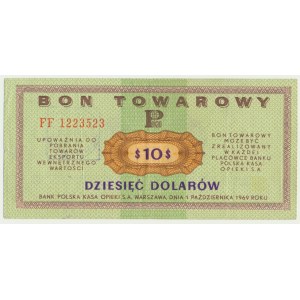 BON TOWAROWY
FF 1223523
P
UPOWAŻNIA DO
POBRANIA
TOWARÓW
EKSPORTU
WEWNĘTRZNEGO
WARTOŚCI
$10$
BON TOWAROWY
MOŻE BYĆ
ZREALIZOWANY
W KAŻDEJ
PLACÓWCE BANKU
POLSKA KASA
OPIEKI S.A.
DZIESIĘĆ DOLARÓW
BANK POLSKA KASA OPIEKI S.A. WARSZAWA, DNIA 1 PAŹDZIERNIKA 1969 ROKU